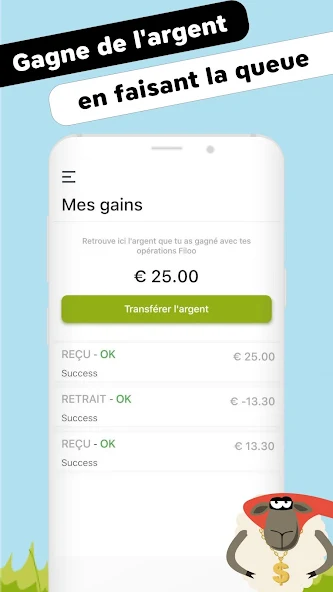 Gagne de l'argent
en faisant la queue
Mes gains
Retrouve ici l'argent que tu as gagné avec tes
opérations Filoo
€ 25.00
Transférer l'argent
REÇU - OK
€ 25.00
Success
RETRAIT - OK
€ -13.30
Success
REÇU - OK
€ 13.30
Success
$